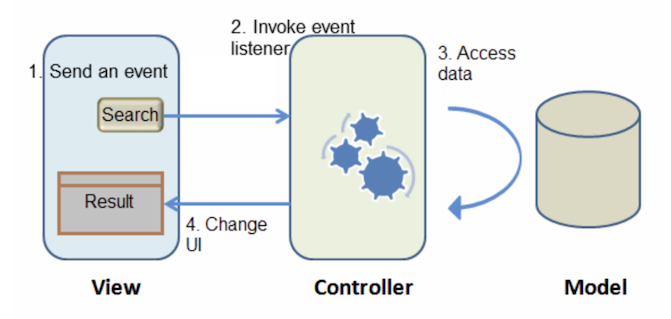 2. Invoke event
listener
3. Access
data
1. Send an event
Search
Result
4. Change
UI
View
Controller
Model